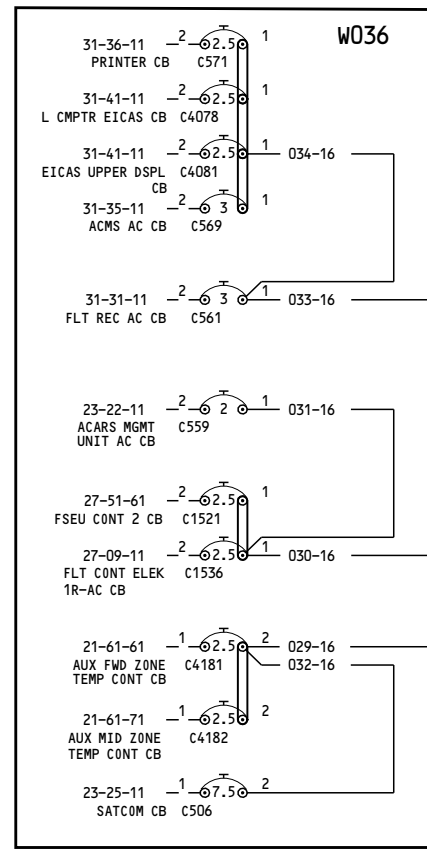 W036
31-36-11 2 2.5 1
PRINTER CB C571
31-41-11 2 2.5 1
L CMPTR EICAS CB C4078
31-41-11 2 2.5 1 034-16
EICAS UPPER DSPL C4081
CB
31-35-11 2 3 1
ACMS AC CB C569
31-31-11 2 3 1 033-16
FLT REC AC CB C561
23-22-11 2 2 1 031-16
ACARS MGMT C559
UNIT AC CB
27-51-61 2 2.5 1
FSEU CONT 2 CB C1521
27-09-11 2 2.5 1 030-16
FLT CONT ELEK C1536
1R-AC CB
21-61-61 1 2.5 2 029-16
032-16
AUX FWD ZONE C4181
TEMP CONT CB
21-61-71 1 2.5 2
AUX MID ZONE C4182
TEMP CONT CB
23-25-11 1 7.5 2
SATCOM CB C506